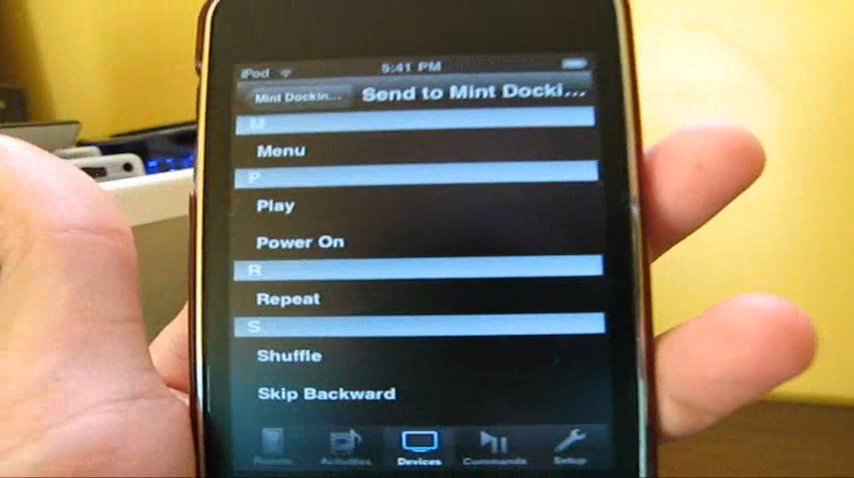 iPod 5:41 PM
Mint Dockin... Send to Mint Docki...
M
Menu
P
Play
Power On
R
Repeat
S
Shuffle
Skip Backward
Rooms Activities Devices Commands Setup